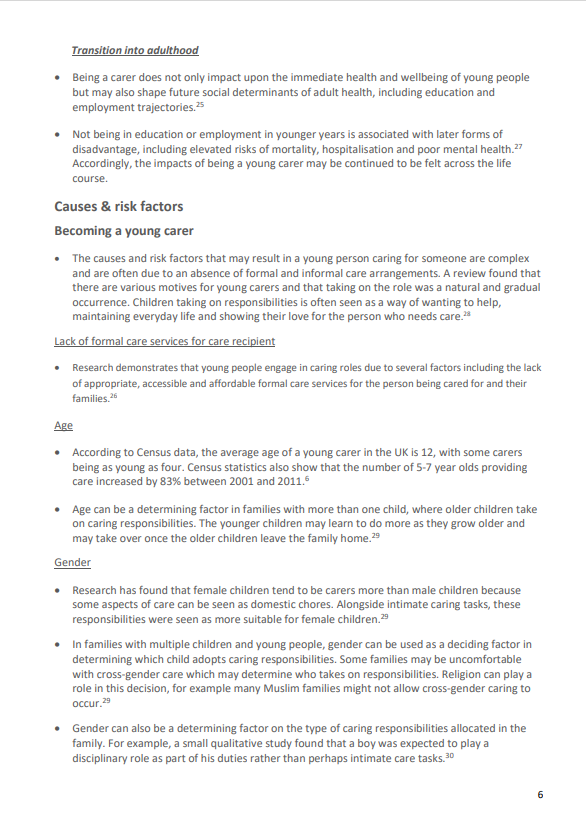 Transition into adulthood
• Being a carer does not only impact upon the immediate health and wellbeing of young people
but may also shape future social determinants of adult health, including education and
employment trajectories.25
• Not being in education or employment in younger years is associated with later forms of
disadvantage, including elevated risks of mortality, hospitalisation and poor mental health.27
Accordingly, the impacts of being a young carer may be continued to be felt across the life
course.
Causes & risk factors
Becoming a young carer
• The causes and risk factors that may result in a young person caring for someone are complex
and are often due to an absence of formal and informal care arrangements. A review found that
there are various motives for young carers and that taking on the role was a natural and gradual
occurrence. Children taking on responsibilities is often seen as a way of wanting to help,
maintaining everyday life and showing their love for the person who needs care.28
Lack of formal care services for care recipient
• Research demonstrates that young people engage in caring roles due to several factors including the lack
of appropriate, accessible and affordable formal care services for the person being cared for and their
families.26
Age
• According to Census data, the average age of a young carer in the UK is 12, with some carers
being as young as four. Census statistics also show that the number of 5-7 year olds providing
care increased by 83% between 2001 and 2011.6
• Age can be a determining factor in families with more than one child, where older children take
on caring responsibilities. The younger children may learn to do more as they grow older and
may take over once the older children leave the family home.29
Gender
• Research has found that female children tend to be carers more than male children because
some aspects of care can be seen as domestic chores. Alongside intimate caring tasks, these
responsibilities were seen as more suitable for female children.29
• In families with multiple children and young people, gender can be used as a deciding factor in
determining which child adopts caring responsibilities. Some families may be uncomfortable
with cross-gender care which may determine who takes on responsibilities. Religion can play a
role in this decision, for example many Muslim families might not allow cross-gender caring to
occur.29
• Gender can also be a determining factor on the type of caring responsibilities allocated in the
family. For example, a small qualitative study found that a boy was expected to play a
disciplinary role as part of his duties rather than perhaps intimate care tasks.30
6